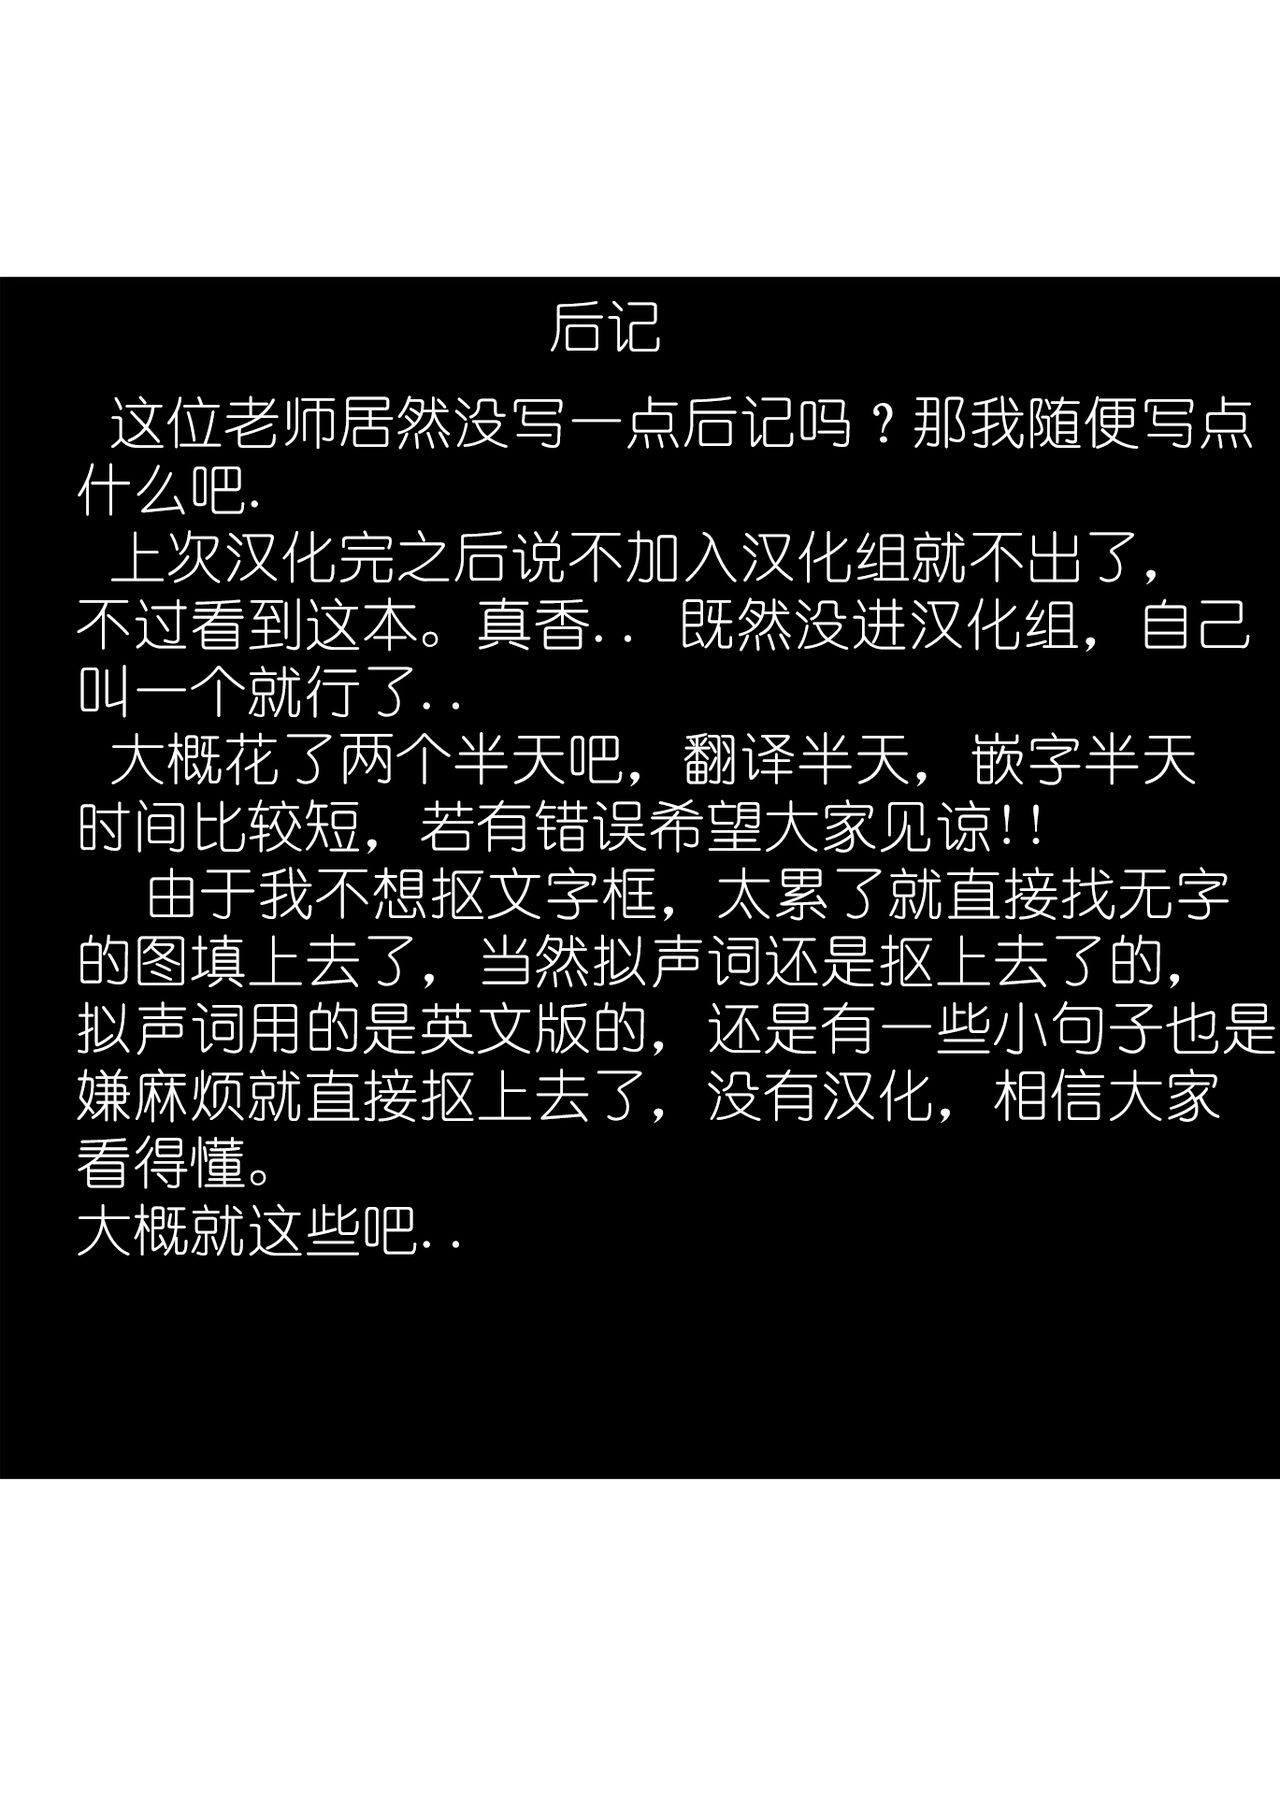 后记
这位老师居然没写一点后记吗？那我随便写点
什么吧.
上次汉化完之后说不加入汉化组就不出了，
不过看到这本。真香.. 既然没进汉化组，自己
叫一个就行了..
大概花了两个半天吧，翻译半天，嵌字半天
时间比较短，若有错误希望大家见谅!!
由于我不想抠文字框，太累了就直接找无字
的图填上去了，当然拟声词还是抠上去了的，
拟声词用的是英文版的，还是有一些小句子也是
嫌麻烦就直接抠上去了，没有汉化，相信大家
看得懂。
大概就这些吧..